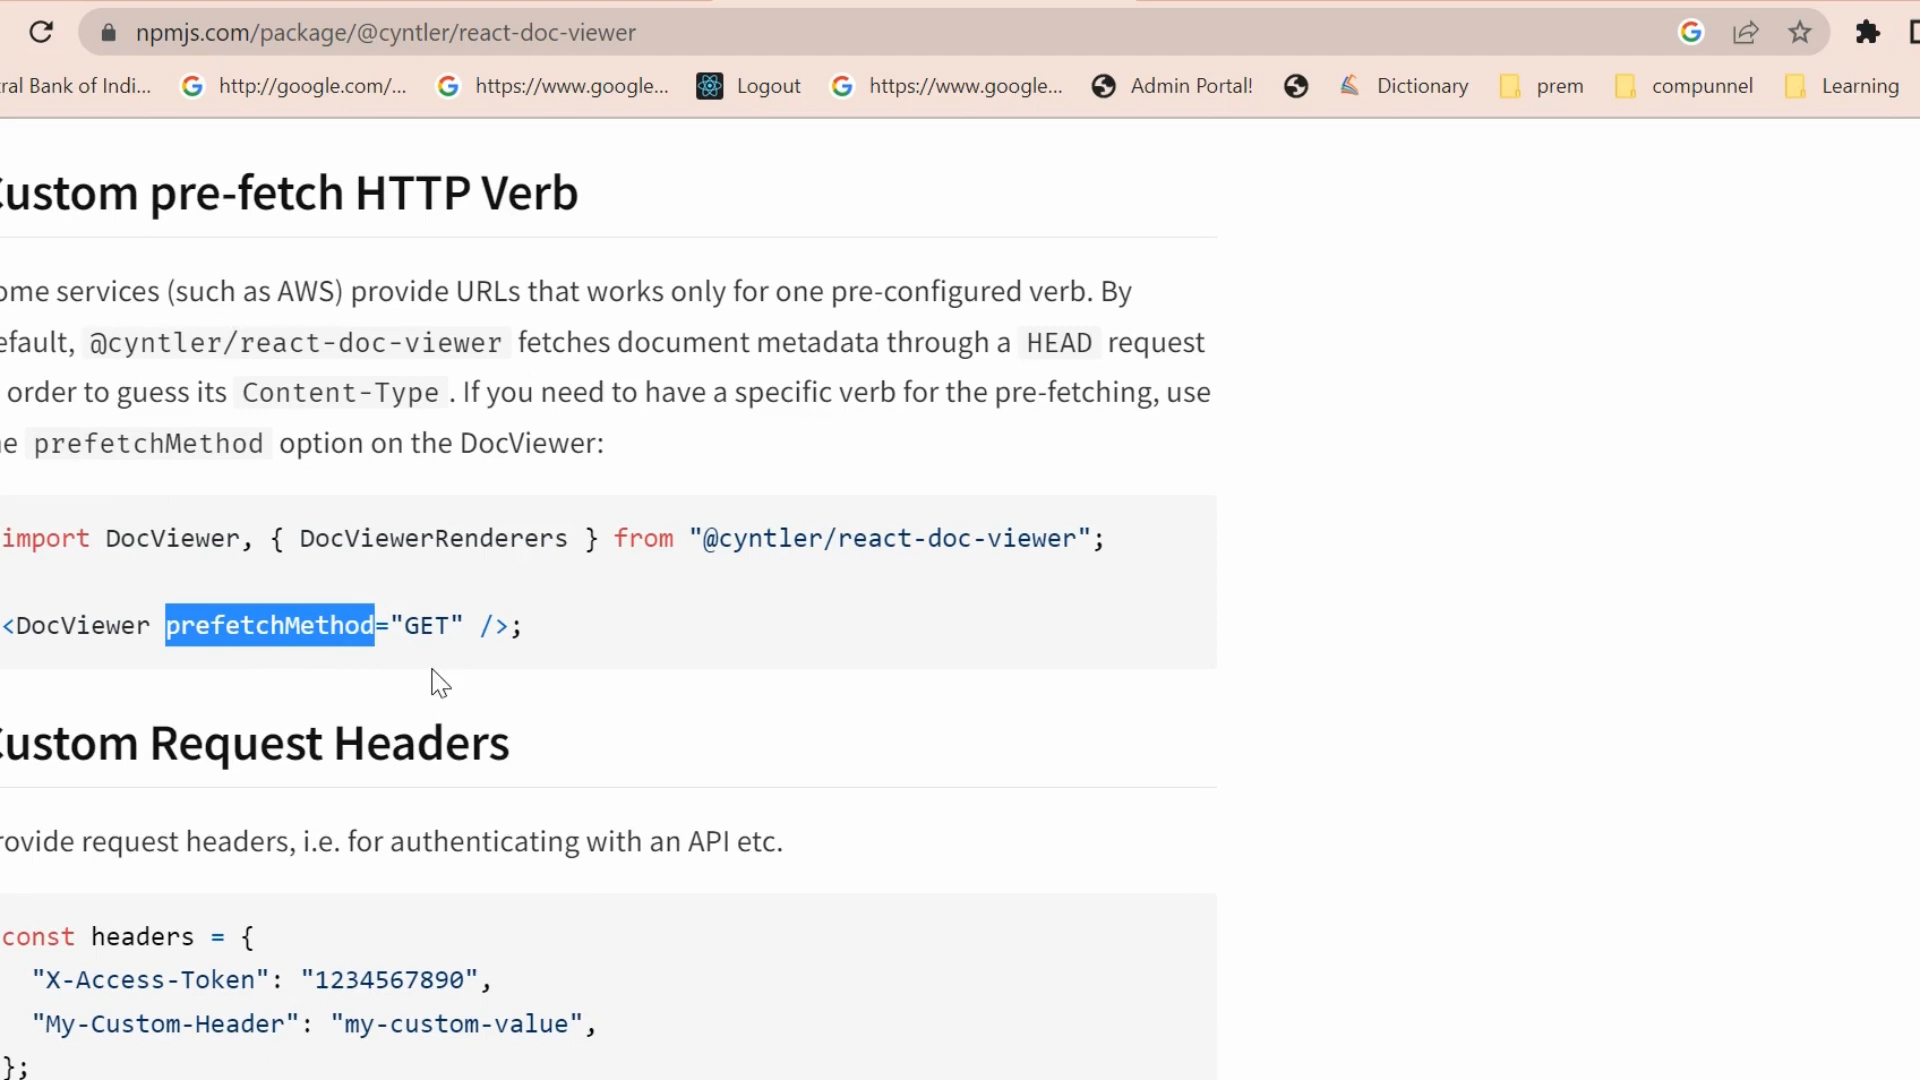 npmjs.com/package/@cyntler/react-doc-viewer
ral Bank of Indi... http://google.com/... https://www.google... Logout https://www.google... Admin Portal! Dictionary prem compunnel Learning
Custom pre-fetch HTTP Verb
ome services (such as AWS) provide URLs that works only for one pre-configured verb. By
efault, @cyntler/react-doc-viewer fetches document metadata through a HEAD request
order to guess its Content-Type . If you need to have a specific verb for the pre-fetching, use
e prefetchMethod option on the DocViewer:
import DocViewer, { DocViewerRenderers } from "@cyntler/react-doc-viewer";
<DocViewer prefetchMethod="GET" />;
Custom Request Headers
rovide request headers, i.e. for authenticating with an API etc.
const headers = {
"X-Access-Token": "1234567890",
"My-Custom-Header": "my-custom-value",
};